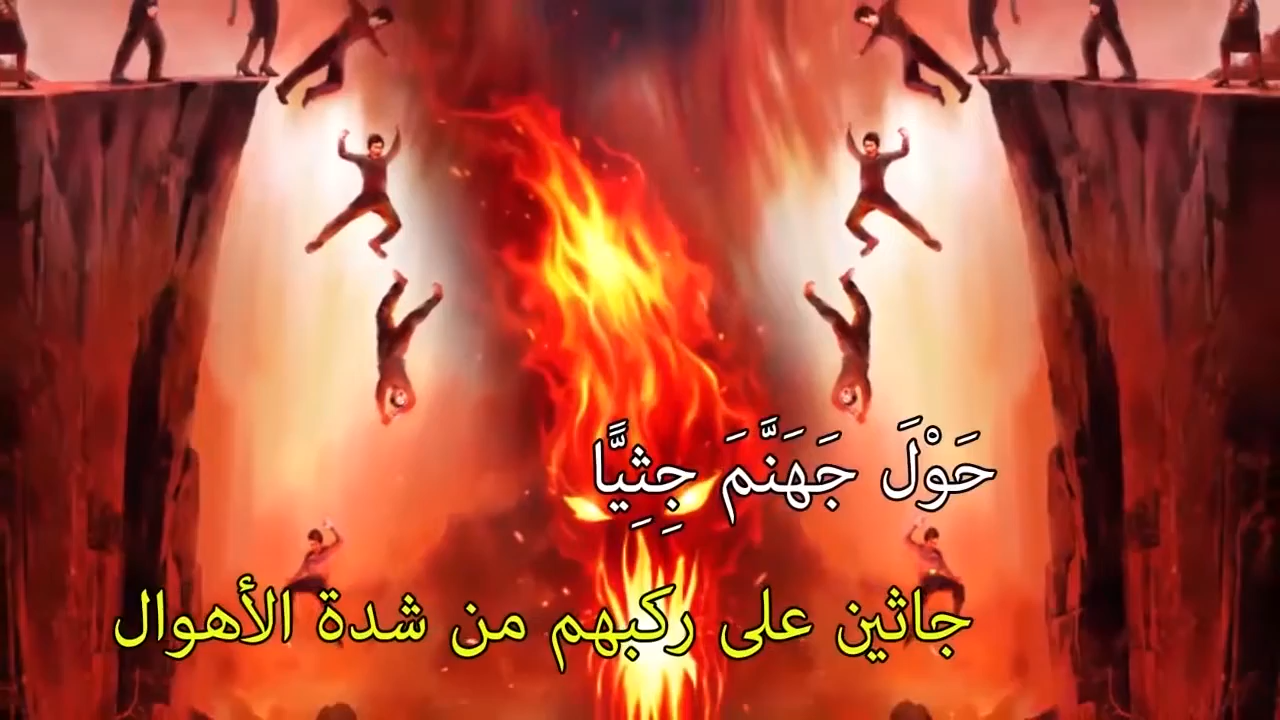 حَوْلَ جَهَنَّمَ جِثِيًّا
جاثين على ركبهم من شدة الأهوال